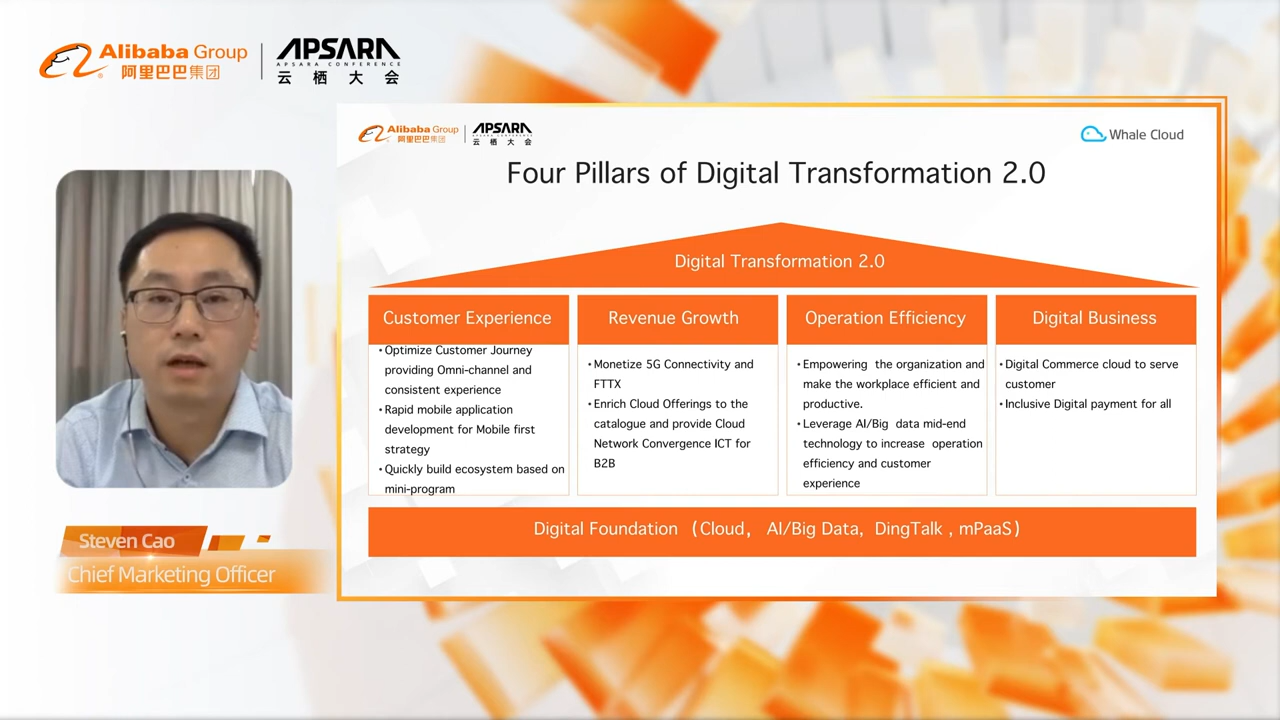 Alibaba Group
阿里巴巴集团
APSARA
APSARA CONFERENCE
云栖大会
Alibaba Group
阿里巴巴集团
APSARA
APSARA CONFERENCE
云栖大会
Whale Cloud
Four Pillars of Digital Transformation 2.0
Digital Transformation 2.0
Customer Experience
• Optimize Customer Journey
providing Omni-channel and
consistent experience
• Rapid mobile application
development for Mobile first
strategy
• Quickly build ecosystem based on
mini-program
Revenue Growth
• Monetize 5G Connectivity and
FTTX
• Enrich Cloud Offerings to the
catalogue and provide Cloud
Network Convergence ICT for
B2B
Operation Efficiency
• Empowering the organization and
make the workplace efficient and
productive.
• Leverage AI/Big data mid-end
technology to increase operation
efficiency and customer
experience
Digital Business
• Digital Commerce cloud to serve
customer
• Inclusive Digital payment for all
Digital Foundation（Cloud， AI/Big Data, DingTalk , mPaaS）
Steven Cao
Chief Marketing Officer